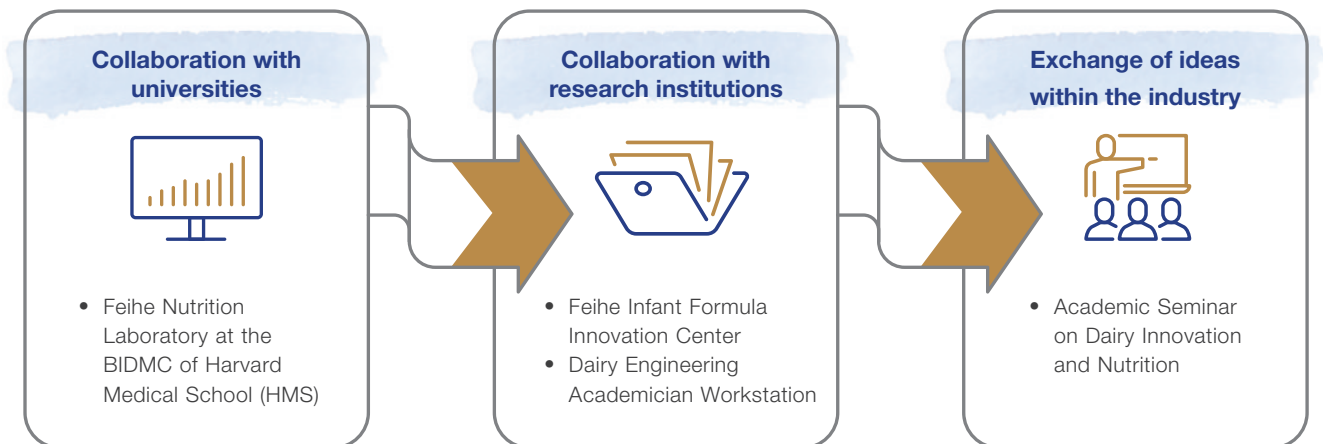 Collaboration with
universities
• Feihe Nutrition
Laboratory at the
BIDMC of Harvard
Medical School (HMS)
Collaboration with
research institutions
• Feihe Infant Formula
Innovation Center
• Dairy Engineering
Academician Workstation
Exchange of ideas
within the industry
• Academic Seminar
on Dairy Innovation
and Nutrition